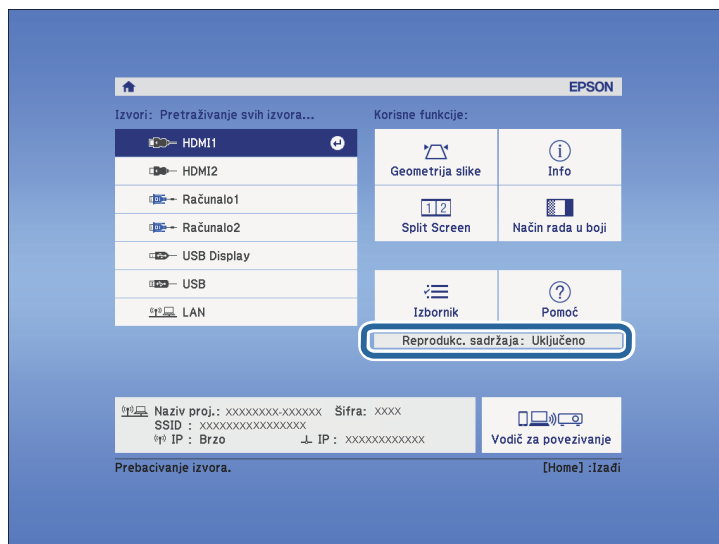 EPSON
Izvori: Pretraživanje svih izvora...
HDMI1
HDMI2
Računalo1
Računalo2
USB Display
USB
LAN
Korisne funkcije:
Geometrija slike
Info
1 2
Split Screen
Način rada u boji
Izbornik
Pomoć
Reprodukc. sadržaja: Uključeno
Naziv proj.: XXXXXXXX-XXXXXX Šifra: XXXX
SSID : XXXXXXXXXXXXXXXX
IP : Brzo IP : XXXXXXXXXXXX
Vodič za povezivanje
Prebacivanje izvora.
[Home] :Izađi